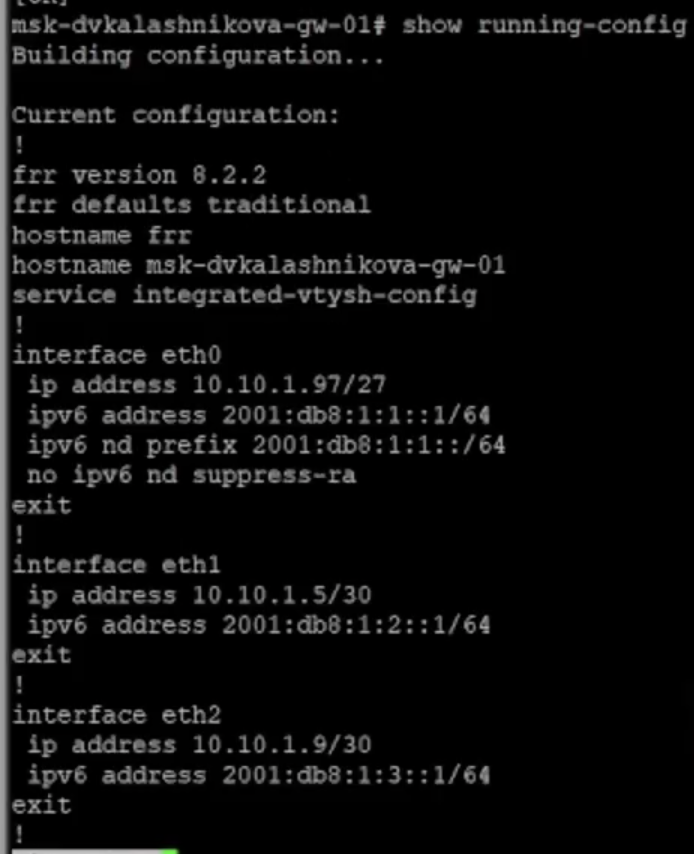 [OK]
msk-dvkalashnikova-gw-01# show running-config
Building configuration...
Current configuration:
!
frr version 8.2.2
frr defaults traditional
hostname frr
hostname msk-dvkalashnikova-gw-01
service integrated-vtysh-config
!
interface eth0
 ip address 10.10.1.97/27
 ipv6 address 2001:db8:1:1::1/64
 ipv6 nd prefix 2001:db8:1:1::/64
 no ipv6 nd suppress-ra
exit
!
interface eth1
 ip address 10.10.1.5/30
 ipv6 address 2001:db8:1:2::1/64
exit
!
interface eth2
 ip address 10.10.1.9/30
 ipv6 address 2001:db8:1:3::1/64
exit
!